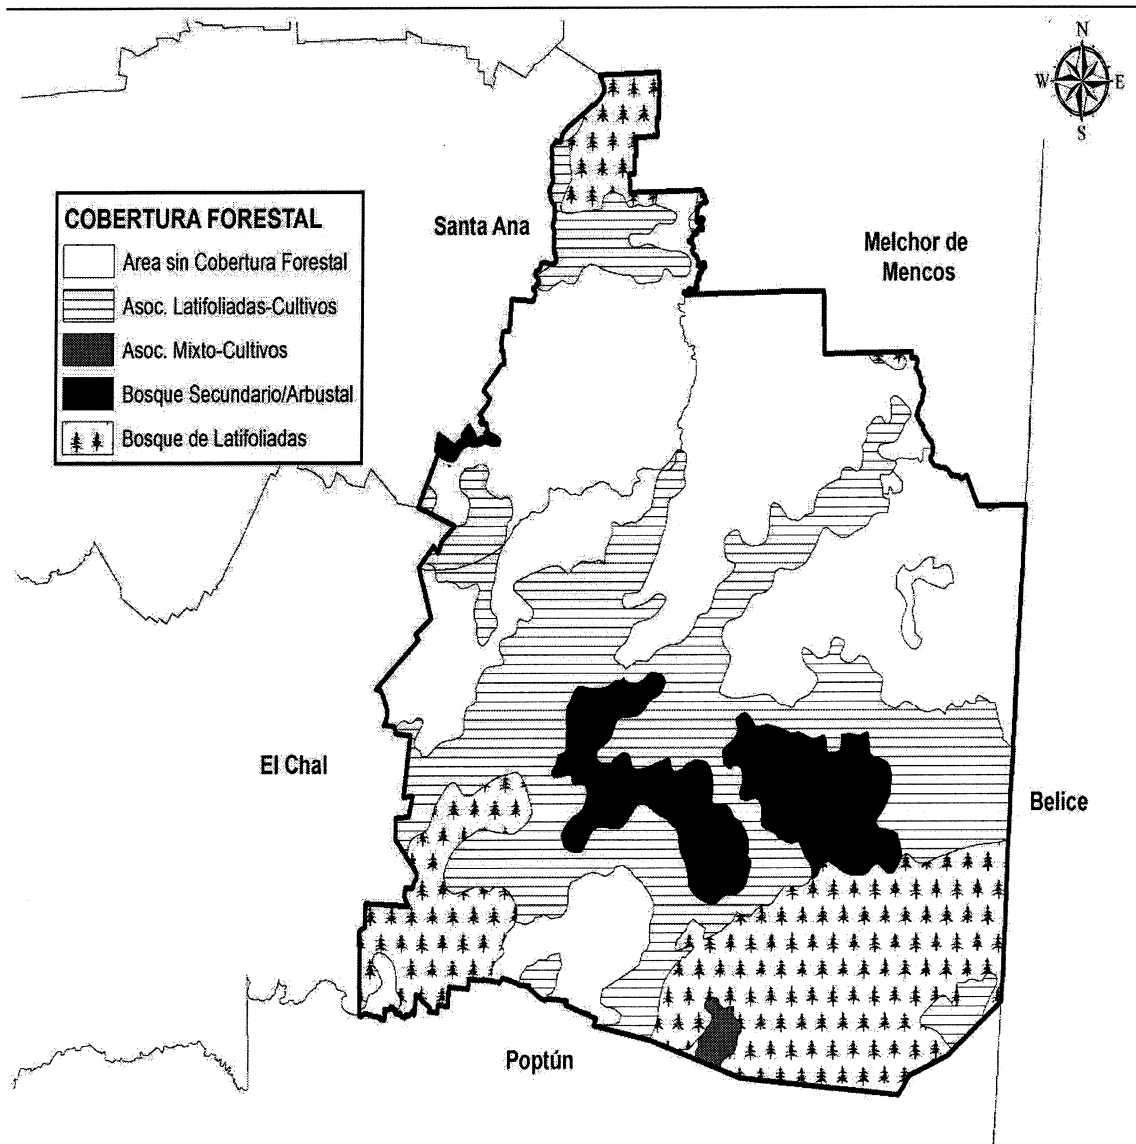 N
W E
S
COBERTURA FORESTAL
Area sin Cobertura Forestal
Asoc. Latifoliadas-Cultivos
Asoc. Mixto-Cultivos
Bosque Secundario/Arbustal
Bosque de Latifoliadas
Santa Ana
Melchor de
Mencos
El Chal
Belice
Poptún